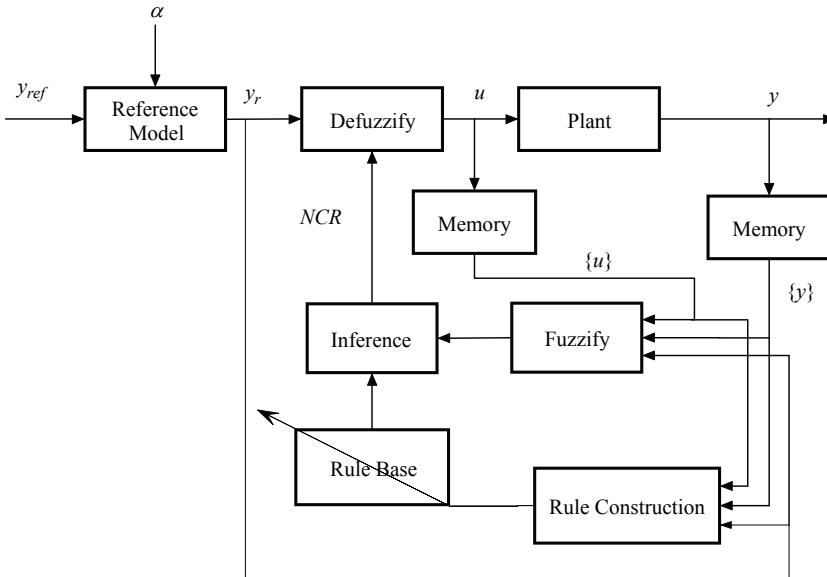 α
y_ref
Reference
Model
y_r
Defuzzify
u
Plant
y
NCR
Memory
Memory
{u}
{y}
Inference
Fuzzify
Rule Base
Rule Construction